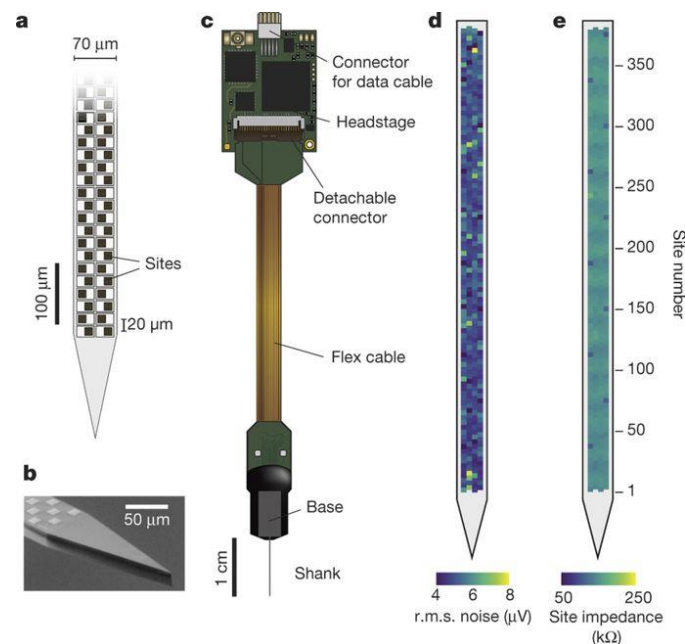 a
70 μm
Sites
100 μm
20 μm
b
50 μm
c
Connector
for data cable
Headstage
Detachable
connector
Flex cable
Base
1 cm
Shank
d
4 6 8
r.m.s. noise (μV)
e
350
300
250
200
150
100
50
1
Site number
50 250
Site impedance
(kΩ)